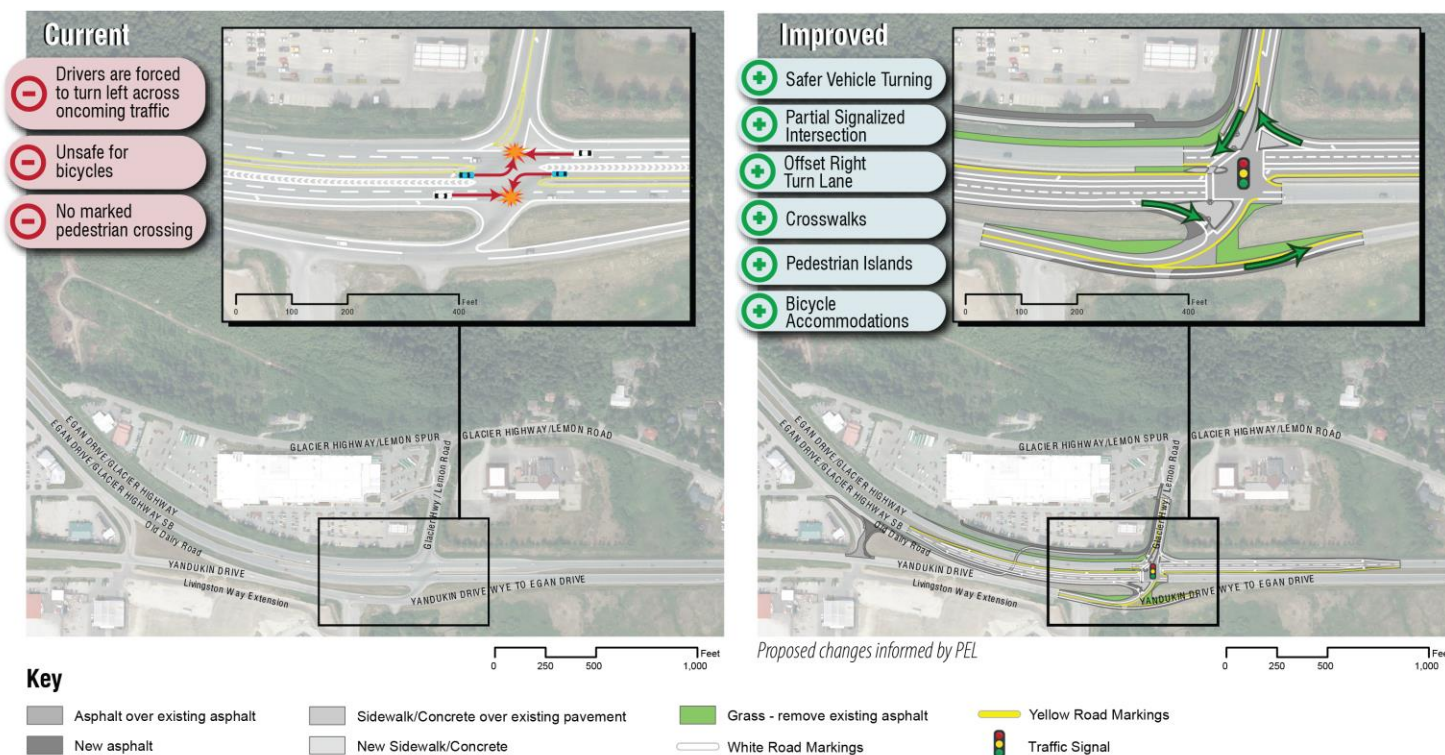 Current
Drivers are forced
to turn left across
oncoming traffic
Unsafe for
bicycles
No marked
pedestrian crossing
Feet
0 100 200 400
GLACIER HIGHWAY/LEMON SPUR
GLACIER HIGHWAY/LEMON ROAD
EGAN DRIVE/GLACIER HIGHWAY
EGAN DRIVE/GLACIER HIGHWAY SB
Old Dairy Road
Glacier Hwy / Lemon Road
YANDUKIN DRIVE
Livingston Way Extension
YANDUKIN DRIVE WYE TO EGAN DRIVE
Feet
0 250 500 1,000
Improved
Safer Vehicle Turning
Partial Signalized
Intersection
Offset Right
Turn Lane
Crosswalks
Pedestrian Islands
Bicycle
Accommodations
Feet
0 100 200 400
GLACIER HIGHWAY/LEMON SPUR
GLACIER HIGHWAY/LEMON ROAD
EGAN DRIVE/GLACIER HIGHWAY
EGAN DRIVE/GLACIER HIGHWAY SB
Old Dairy Road
Glacier Hwy / Lemon Road
YANDUKIN DRIVE
Livingston Way Extension
YANDUKIN DRIVE WYE TO EGAN DRIVE
Proposed changes informed by PEL
Feet
0 250 500 1,000
Key
Asphalt over existing asphalt
Sidewalk/Concrete over existing pavement
Grass - remove existing asphalt
Yellow Road Markings
New asphalt
New Sidewalk/Concrete
White Road Markings
Traffic Signal